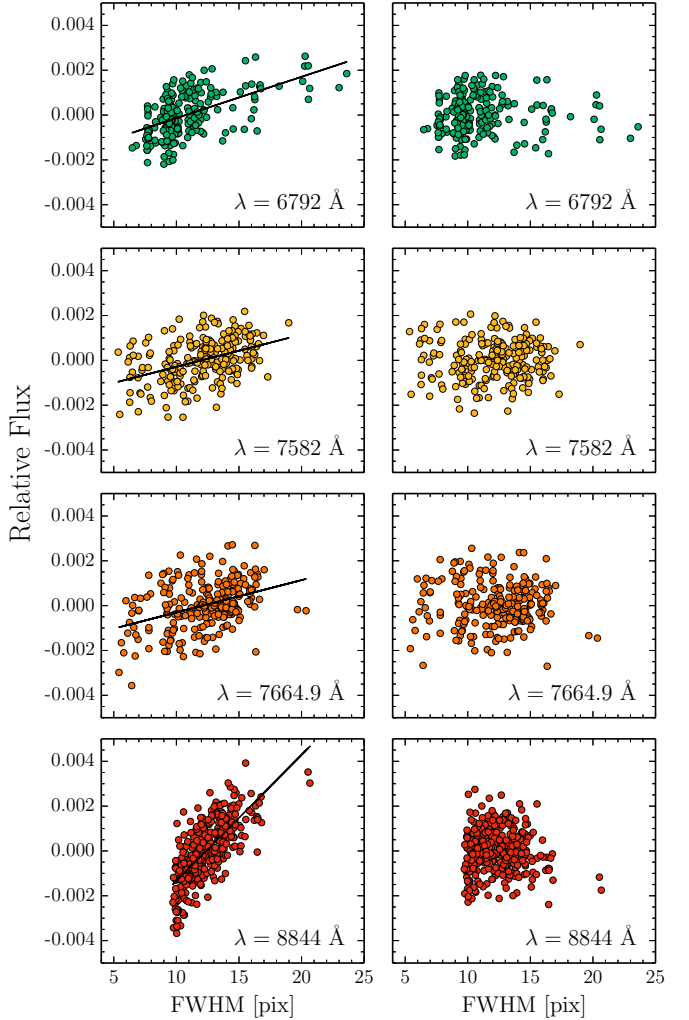 Relative Flux
0.004
0.002
0.000
-0.002
-0.004
λ = 6792 Å
λ = 6792 Å
0.004
0.002
0.000
-0.002
-0.004
λ = 7582 Å
λ = 7582 Å
0.004
0.002
0.000
-0.002
-0.004
λ = 7664.9 Å
λ = 7664.9 Å
0.004
0.002
0.000
-0.002
-0.004
λ = 8844 Å
λ = 8844 Å
5 10 15 20 25
5 10 15 20 25
FWHM [pix]
FWHM [pix]